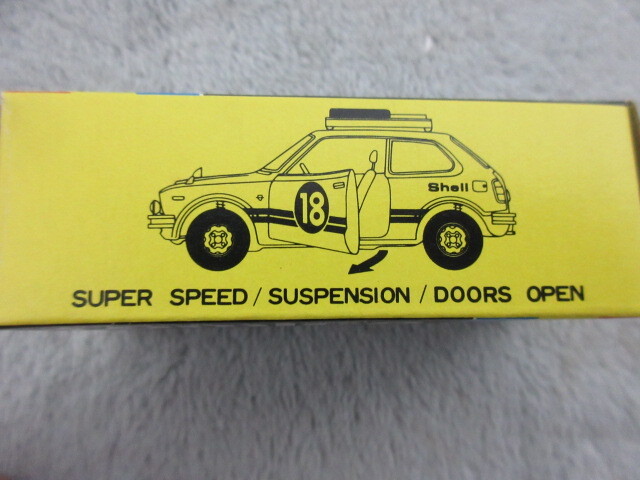 Shell
18
SUPER SPEED / SUSPENSION / DOORS OPEN